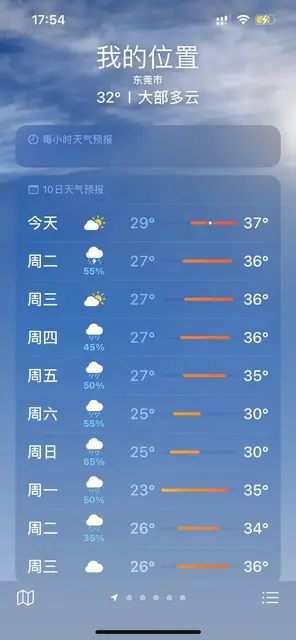 17:54
我的位置
东莞市
32° | 大部多云
每小时天气预报
10日天气预报
今天 29° 37°
周二 55% 27° 36°
周三 27° 36°
周四 45% 27° 36°
周五 50% 27° 35°
周六 55% 25° 30°
周日 65% 25° 30°
周一 50% 23° 35°
周二 35% 26° 34°
周三 26° 36°